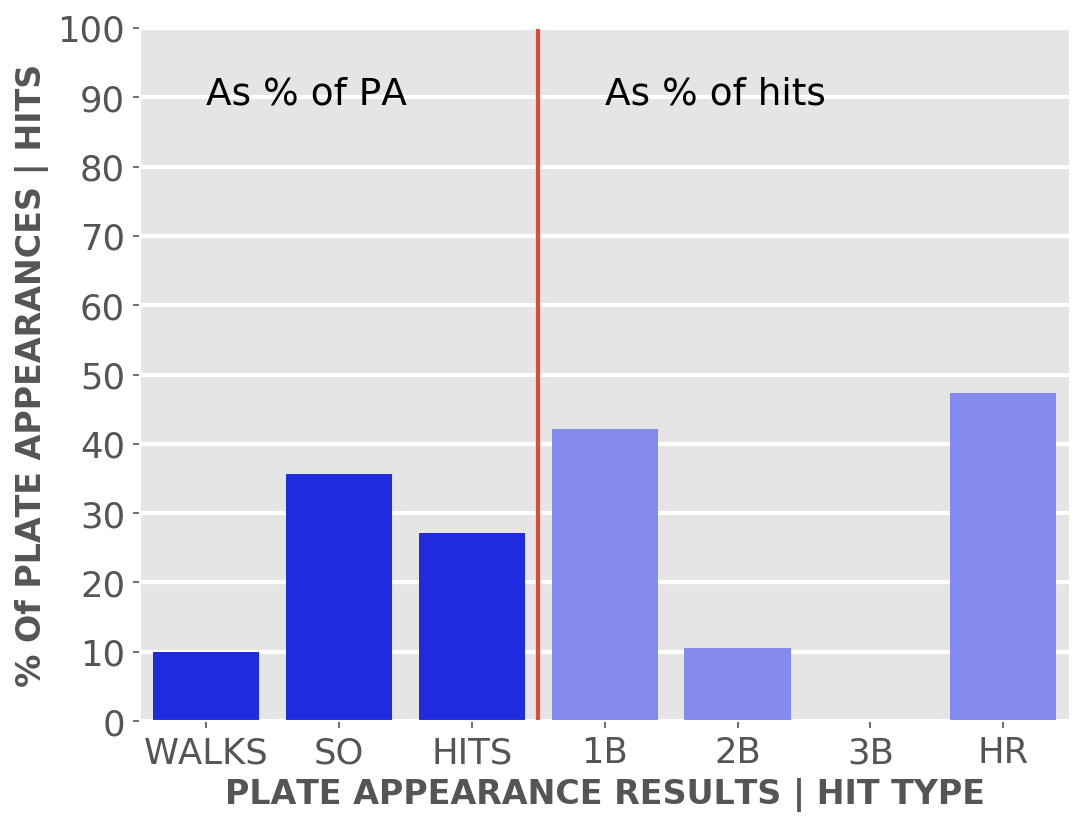 % Of PLATE APPEARANCES | HITS
100
90
80
70
60
50
40
30
20
10
0
As % of PA
As % of hits
WALKS SO HITS 1B 2B 3B HR
PLATE APPEARANCE RESULTS | HIT TYPE